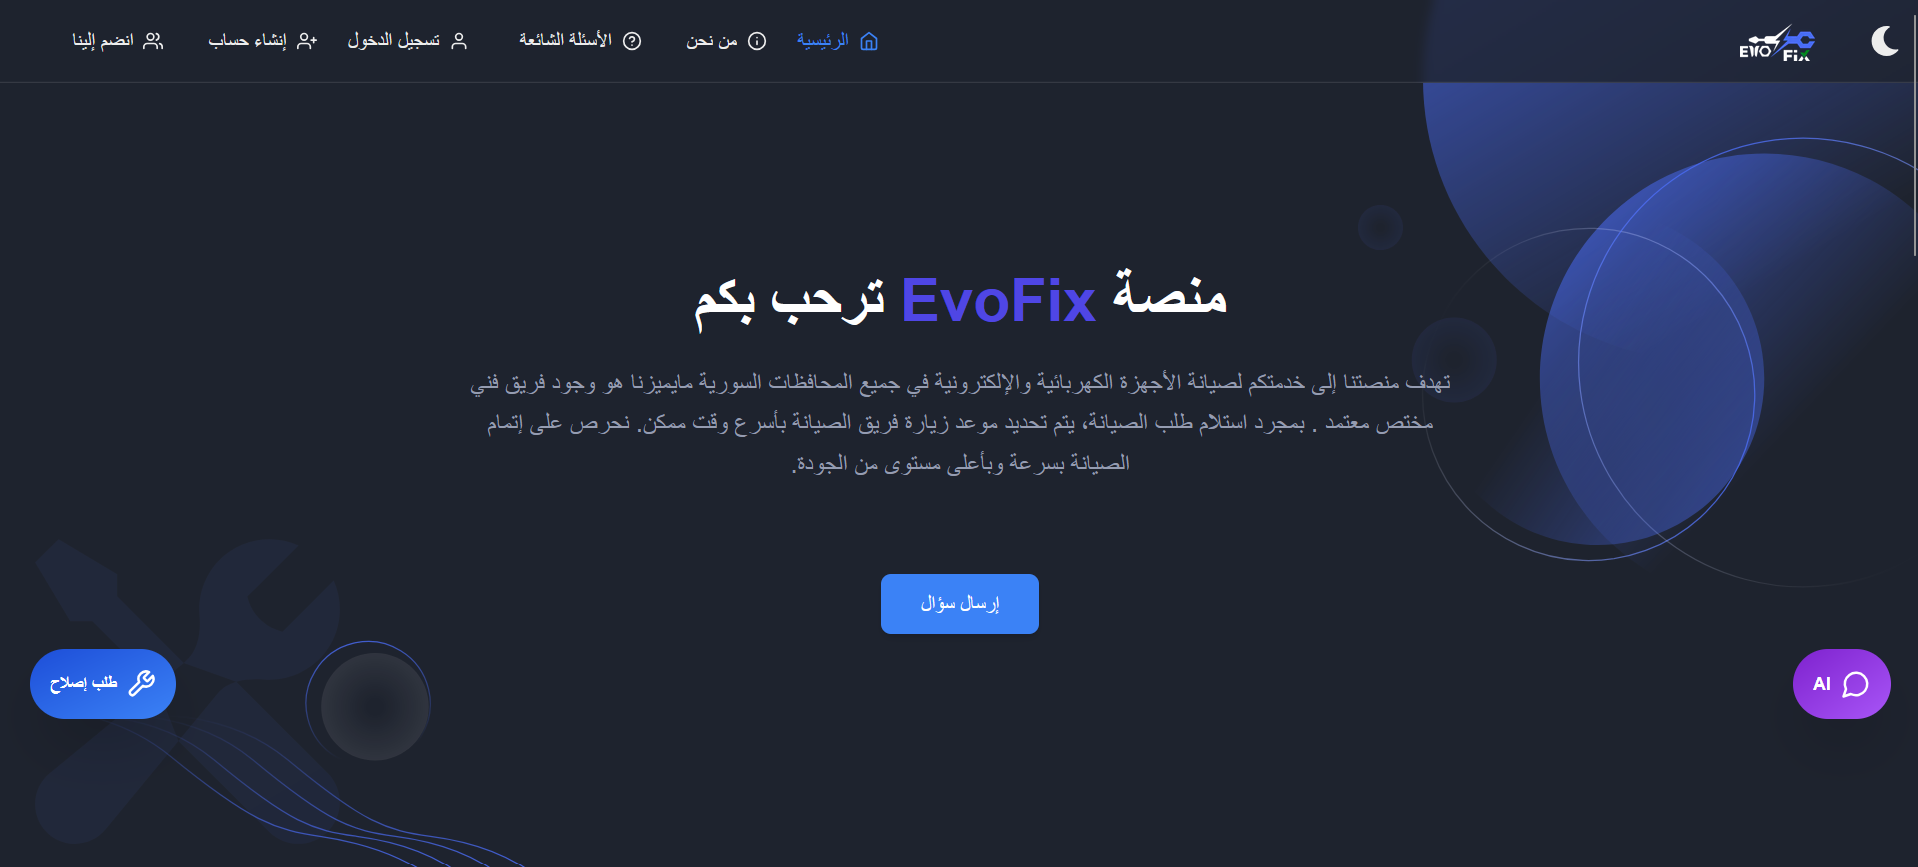 EVO Fix
الرئيسية
من نحن
الأسئلة الشائعة
تسجيل الدخول
إنشاء حساب
انضم إلينا
منصة EvoFix ترحب بكم
تهدف منصتنا إلى خدمتكم لصيانة الأجهزة الكهربائية والإلكترونية في جميع المحافظات السورية مايميزنا هو وجود فريق فني
مختص معتمد . بمجرد استلام طلب الصيانة، يتم تحديد موعد زيارة فريق الصيانة بأسرع وقت ممكن. نحرص على إتمام
الصيانة بسرعة وبأعلى مستوى من الجودة.
إرسال سؤال
AI
طلب إصلاح